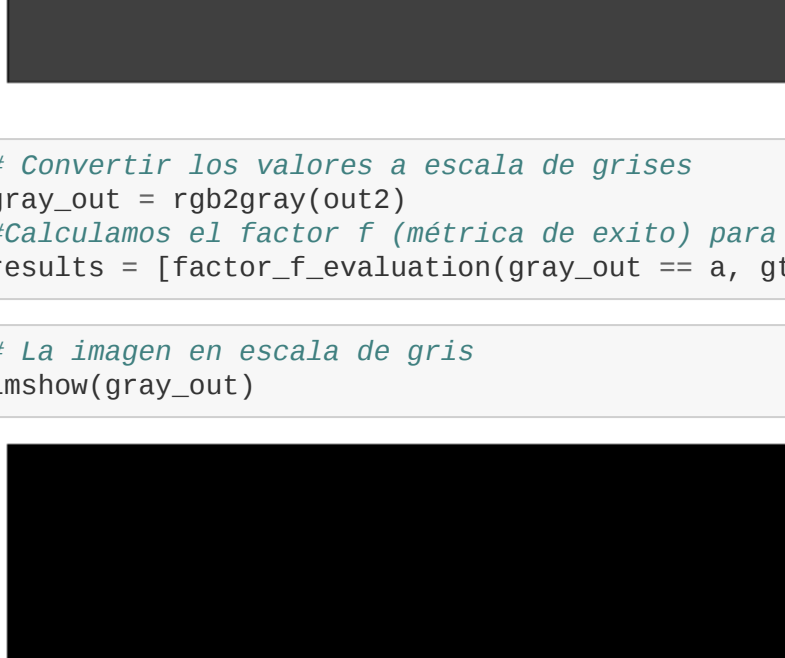 # Convertir los valores a escala de grises
gray_out = rgb2gray(out2)
#Calculamos el factor f (métrica de exito) para
results = [factor_f_evaluation(gray_out == a, gt
# La imagen en escala de gris
imshow(gray_out)